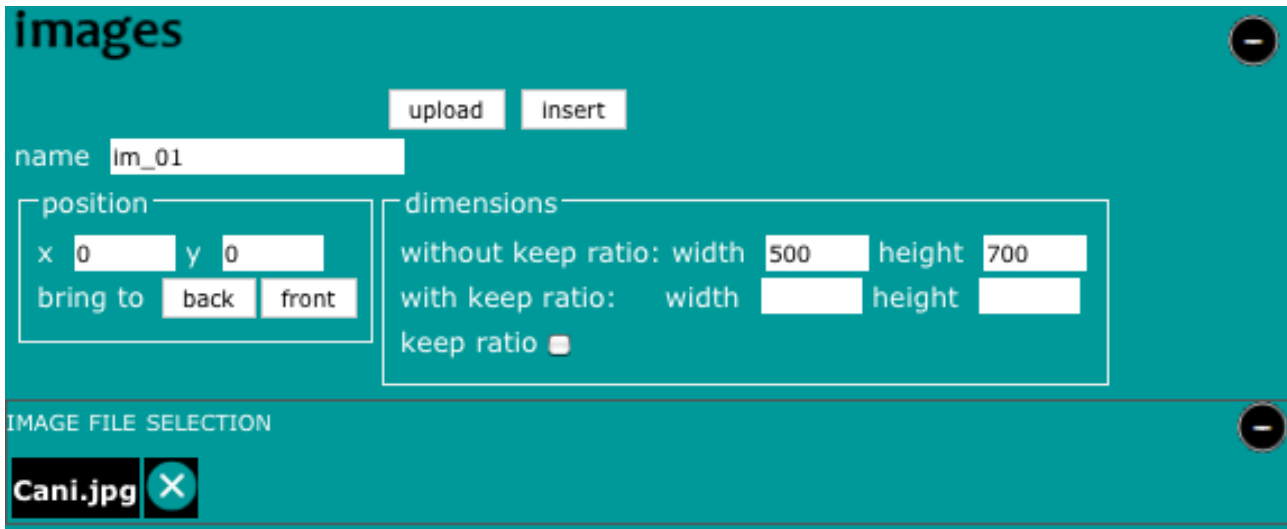 images
upload insert
name im_01
position
x 0 y 0
bring to back front
dimensions
without keep ratio: width 500 height 700
with keep ratio: width height
keep ratio
IMAGE FILE SELECTION
Cani.jpg